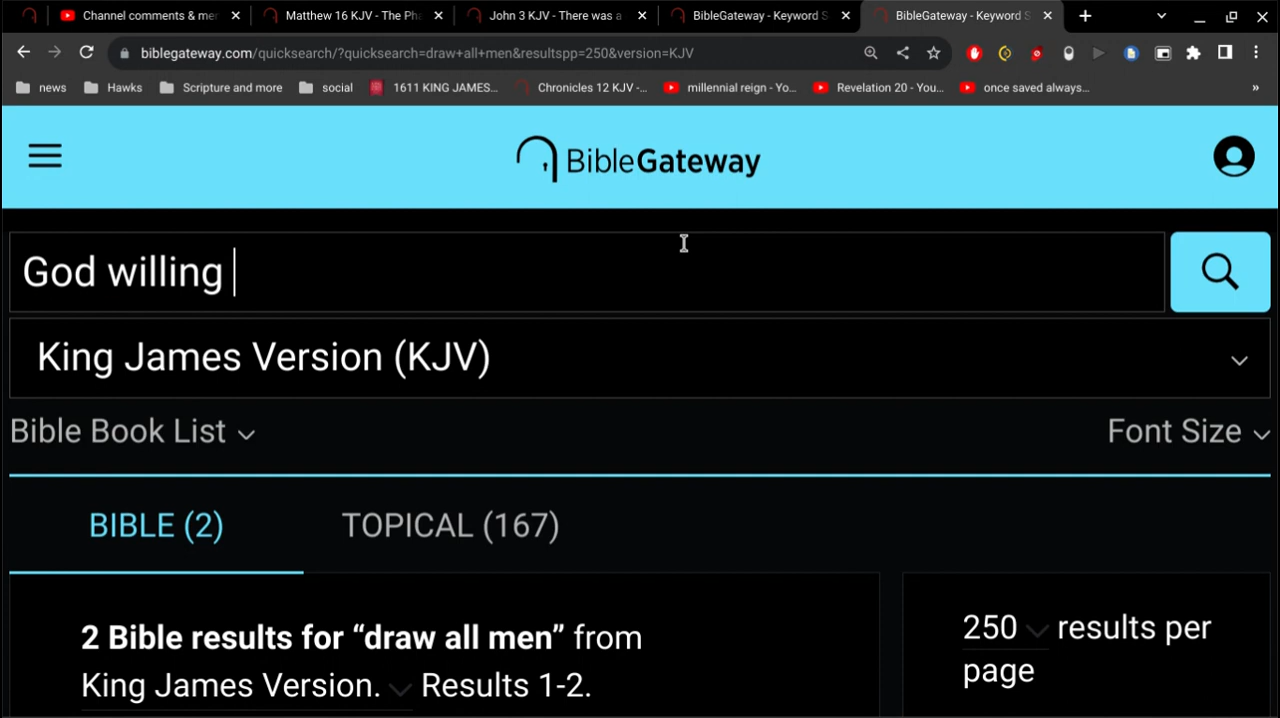 Channel comments & mer
Matthew 16 KJV - The Pha
John 3 KJV - There was a
BibleGateway - Keyword S
BibleGateway - Keyword S
biblegateway.com/quicksearch/?quicksearch=draw+all+men&resultspp=250&version=KJV
news
Hawks
Scripture and more
social
1611 KING JAMES...
Chronicles 12 KJV -...
millennial reign - Yo...
Revelation 20 - You...
once saved always...
»
BibleGateway
God willing
King James Version (KJV)
Bible Book List
Font Size
BIBLE (2)
TOPICAL (167)
2 Bible results for “draw all men” from
King James Version. Results 1-2.
250 results per
page